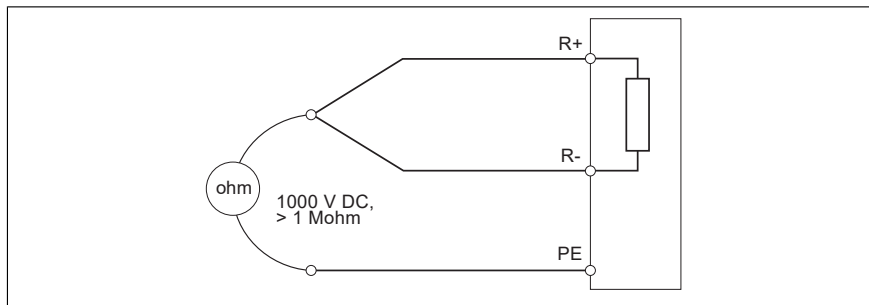 R+
R-
ohm
1000 V DC,
> 1 Mohm
PE